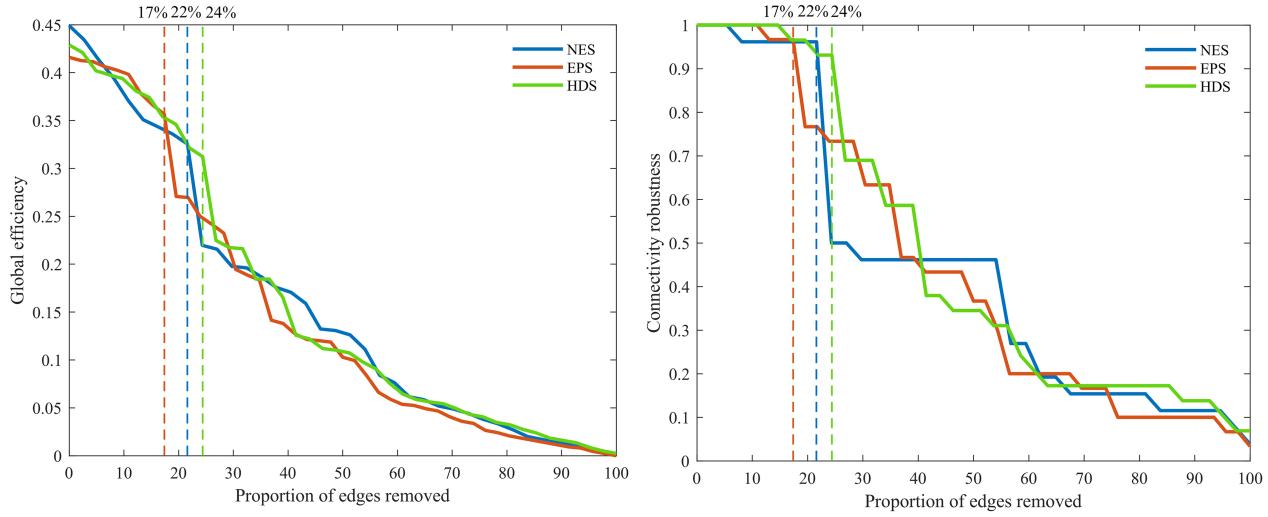 17% 22% 24%
0.45
0.4
0.35
0.3
0.25
0.2
0.15
0.1
0.05
0
Global efficiency
NES
EPS
HDS
0 10 20 30 40 50 60 70 80 90 100
Proportion of edges removed
17% 22% 24%
1
0.9
0.8
0.7
0.6
0.5
0.4
0.3
0.2
0.1
0
Connectivity robustness
NES
EPS
HDS
0 10 20 30 40 50 60 70 80 90 100
Proportion of edges removed